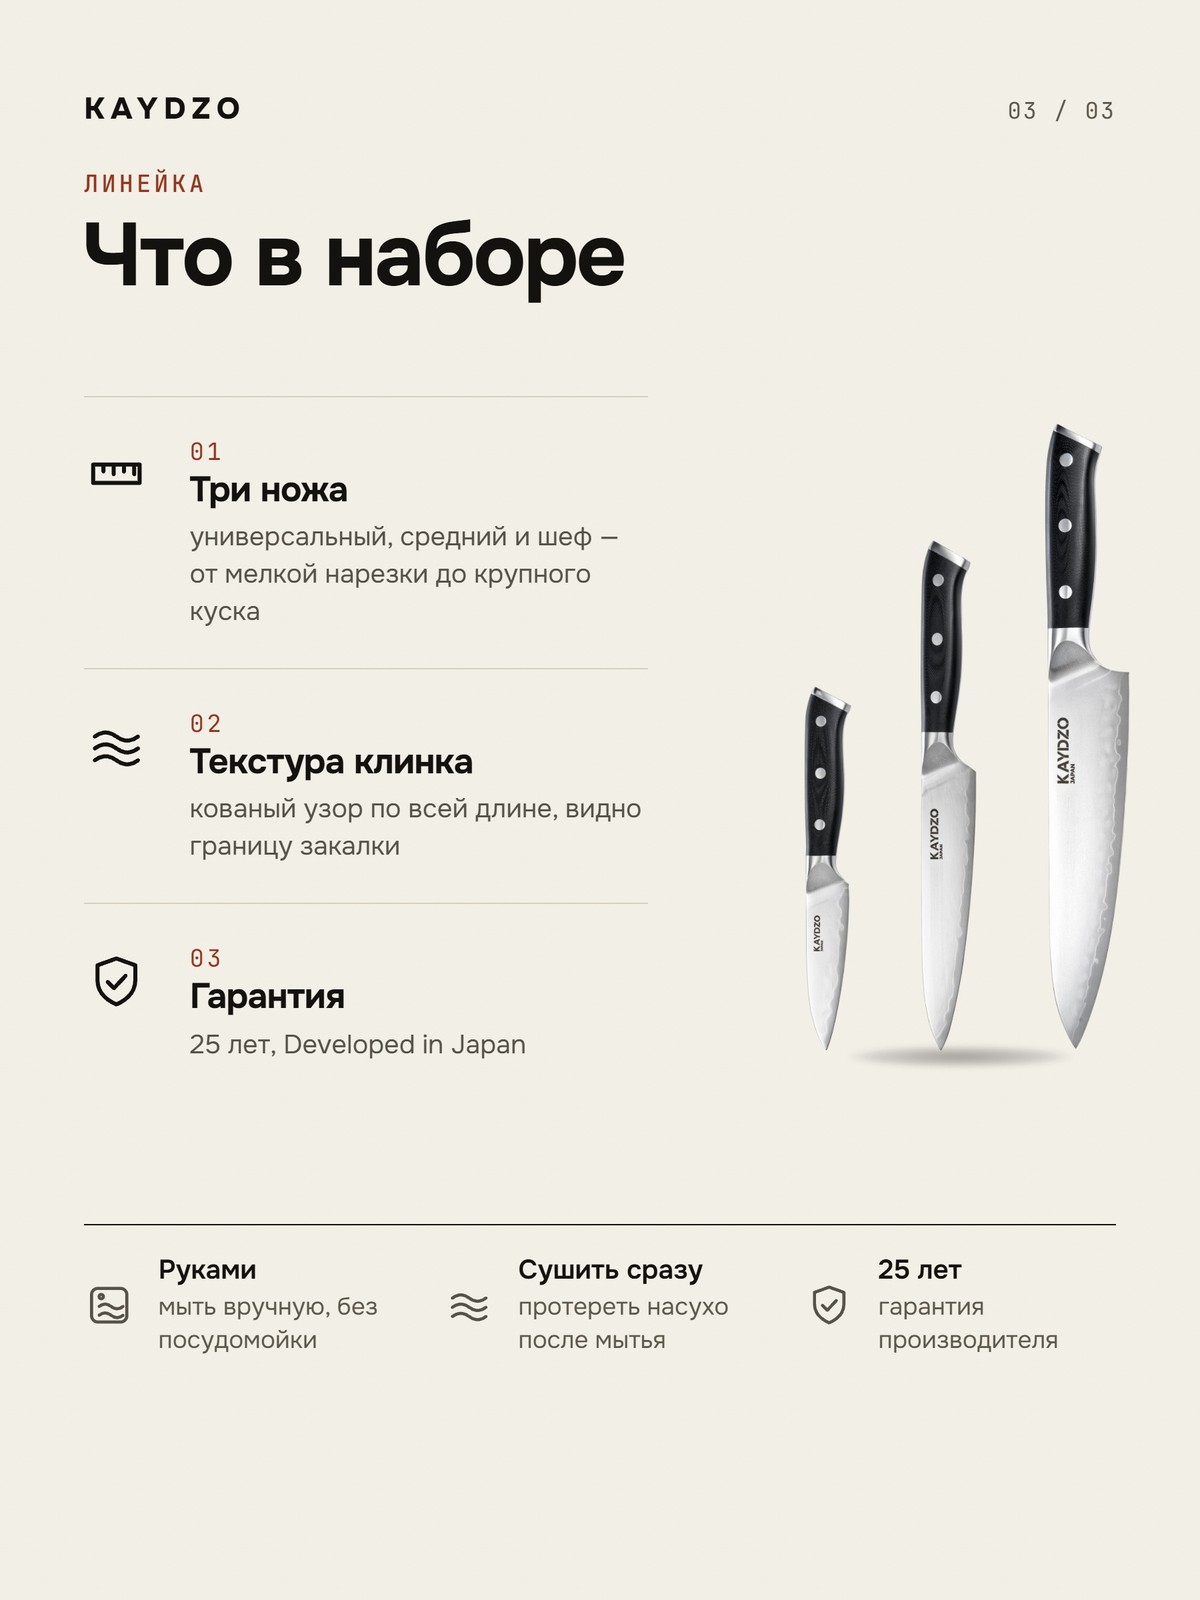 KAYDZO
03 / 03
ЛИНЕЙКА
Что в наборе
01
Три ножа
универсальный, средний и шеф —
от мелкой нарезки до крупного
куска
02
Текстура клинка
кованый узор по всей длине, видно
границу закалки
03
Гарантия
25 лет, Developed in Japan
KAYDZO
JAPAN
KAYDZO
JAPAN
KAYDZO
Руками
мыть вручную, без
посудомойки
Сушить сразу
протереть насухо
после мытья
25 лет
гарантия
производителя